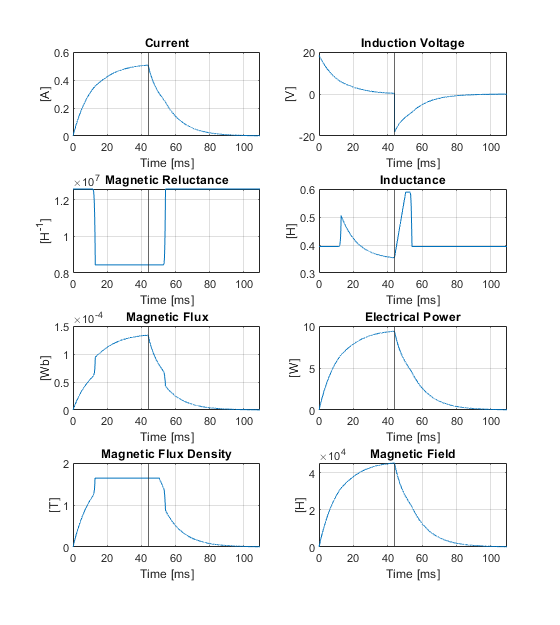 Current
[A]
0.6
0.4
0.2
0
0 20 40 60 80 100
Time [ms]
Induction Voltage
[V]
20
0
-20
0 20 40 60 80 100
Time [ms]
×10⁷ Magnetic Reluctance
[H⁻¹]
1.2
1
0.8
0 20 40 60 80 100
Time [ms]
Inductance
[H]
0.6
0.5
0.4
0.3
0 20 40 60 80 100
Time [ms]
Magnetic Flux
×10⁻⁴
[Wb]
1.5
1
0.5
0
0 20 40 60 80 100
Time [ms]
Electrical Power
[W]
10
5
0
0 20 40 60 80 100
Time [ms]
Magnetic Flux Density
[T]
2
1
0
0 20 40 60 80 100
Time [ms]
Magnetic Field
×10⁴
[H]
4
2
0
0 20 40 60 80 100
Time [ms]